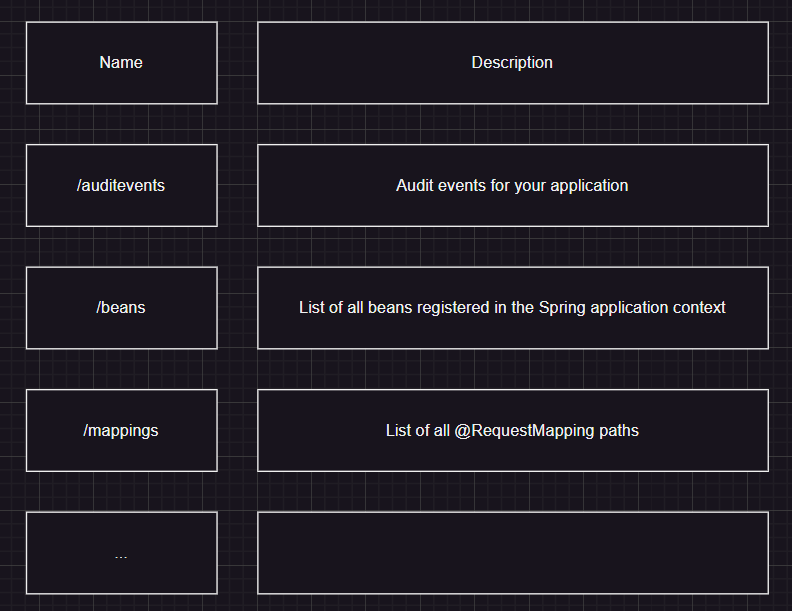 Name
Description
/auditevents
Audit events for your application
/beans
List of all beans registered in the Spring application context
/mappings
List of all @RequestMapping paths
...